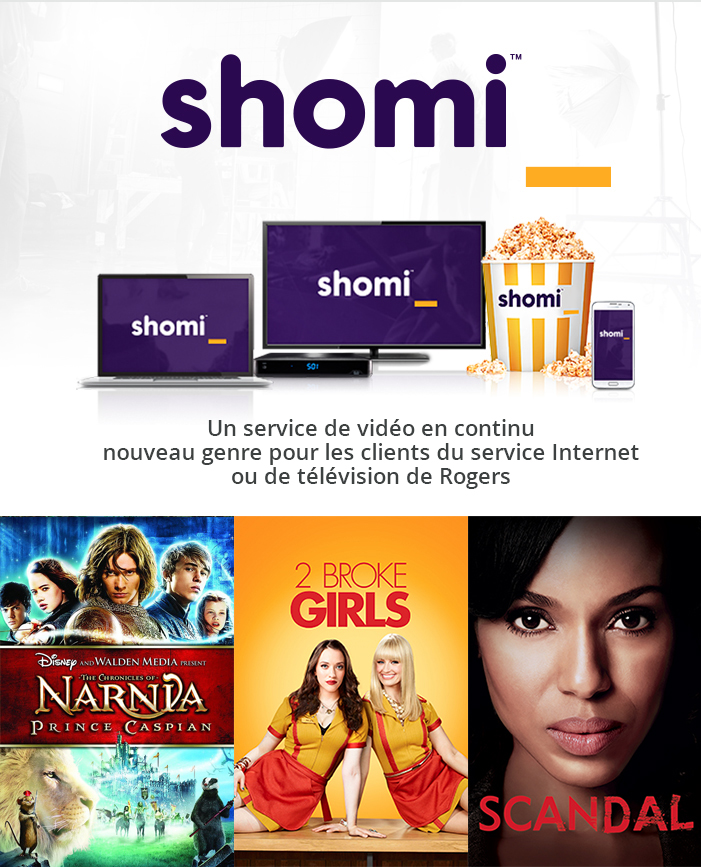 shomi™
shomi
shomi
shomi
shomi
501
Un service de vidéo en continu
nouveau genre pour les clients du service Internet
ou de télévision de Rogers
Disney AND WALDEN MEDIA PRESENT
THE CHRONICLES OF
NARNIA
PRINCE CASPIAN
2 BROKE
GIRLS
SCANDAL